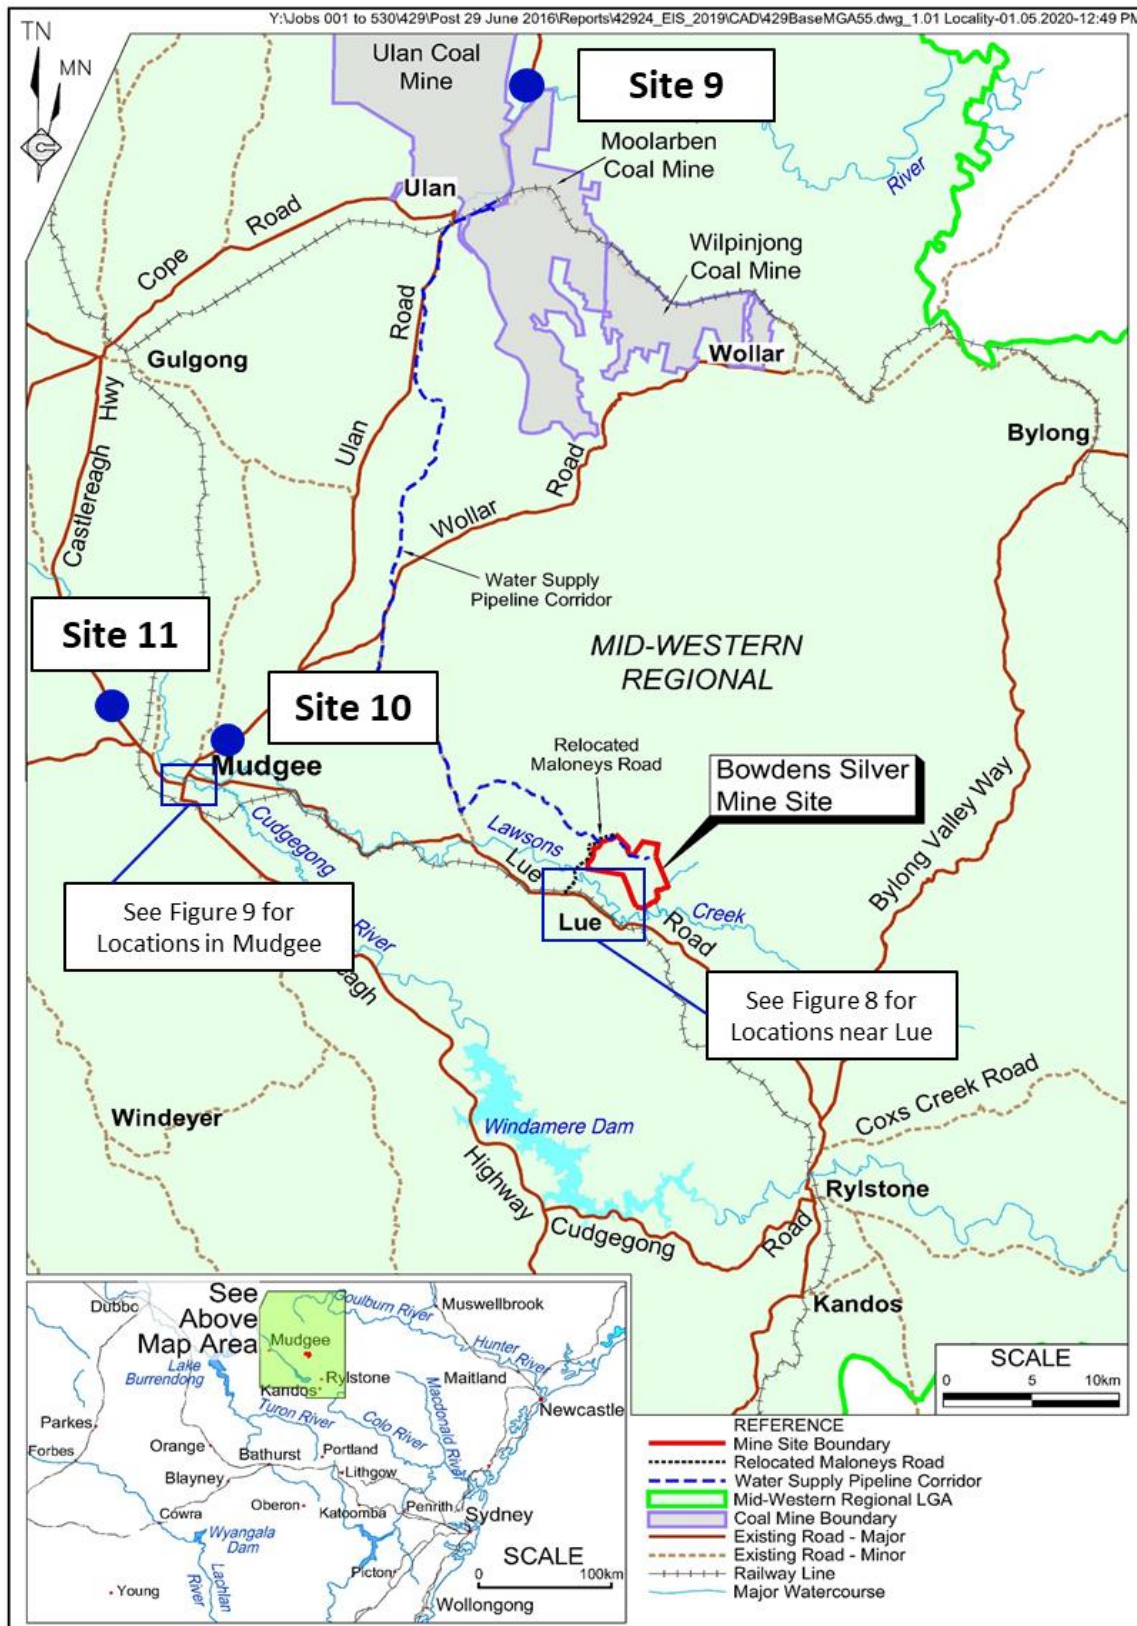 Y:\Jobs 001 to 530\429\Post 29 June 2016\Reports\42924_EIS_2019\CAD\429BaseMGA55.dwg_1.01 Locality-01.05.2020-12:49 PM
TN
MN
Ulan Coal
Mine
Site 9
Moolarben
Coal Mine
River
Ulan
Cope
Road
Wilpinjong
Coal Mine
Road
Gulgong
Wollar
Castlereagh
Hwy
Bylong
Ulan
Road
Wollar
Water Supply
Pipeline Corridor
Site 11
MID-WESTERN
REGIONAL
Site 10
Relocated
Maloneys Road
Mudgee
Bowdens Silver
Mine Site
Bylong Valley Way
Cudgegong
Lawsons
Lue
See Figure 9 for
Locations in Mudgee
Lue
Road
Creek
River
eagh
See Figure 8 for
Locations near Lue
Coxs Creek Road
Windeyer
Windamere Dam
Highway
Rylstone
Cudgegong
Road
Kandos
See
Above
Map Area
Dubbo
Goulburn River
Muswellbrook
Mudgee
Hunter River
Lake
Burrendong
Rylstone
Kandos
Maitland
Macdonald River
Newcastle
Turon River
Colo River
Parkes
Forbes
Orange
Bathurst
Portland
Lithgow
Blayney
Oberon
Katoomba
Penrith
Sydney
Cowra
Wyangala
Dam
Lachlan
River
Picton
Young
Wollongong
SCALE
0
100km
SCALE
0
5
10km
REFERENCE
Mine Site Boundary
Relocated Maloneys Road
Water Supply Pipeline Corridor
Mid-Western Regional LGA
Coal Mine Boundary
Existing Road - Major
Existing Road - Minor
Railway Line
Major Watercourse